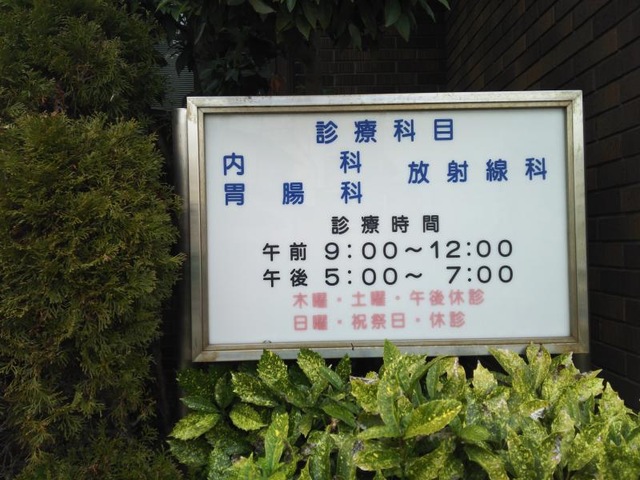 診療科目
内科 放射線科
胃腸科
診療時間
午前 9:00～12:00
午後 5:00～ 7:00
木曜・土曜・午後休診
日曜・祝祭日・休診